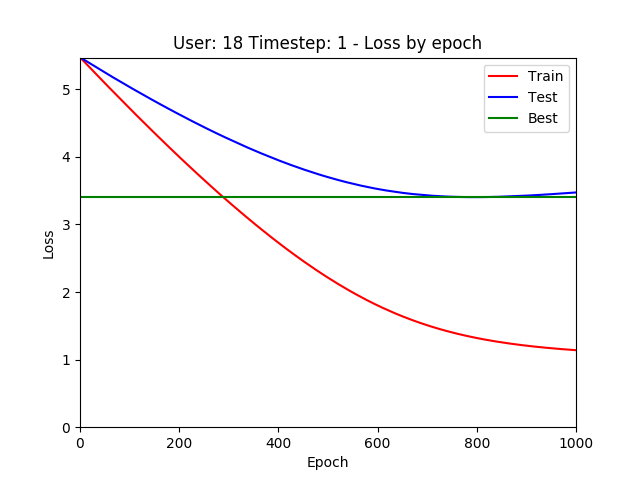 User: 18 Timestep: 1 - Loss by epoch
Train
Test
Best
5
4
3
2
1
0
Loss
0 200 400 600 800 1000
Epoch